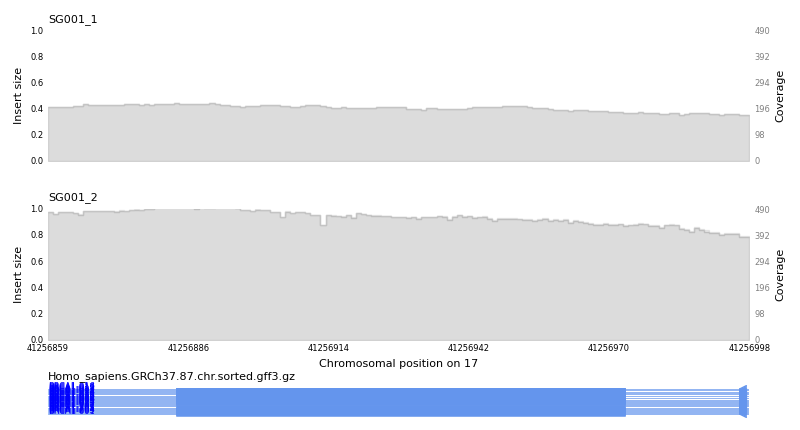 SG001_1
1.0 490
0.8 392
0.6 294
0.4 196
0.2 98
0.0 0
Insert size
Coverage
SG001_2
1.0 490
0.8 392
0.6 294
0.4 196
0.2 98
0.0 0
Insert size
Coverage
41256859 41256886 41256914 41256942 41256970 41256998
Chromosomal position on 17
Homo_sapiens.GRCh37.87.chr.sorted.gff3.gz